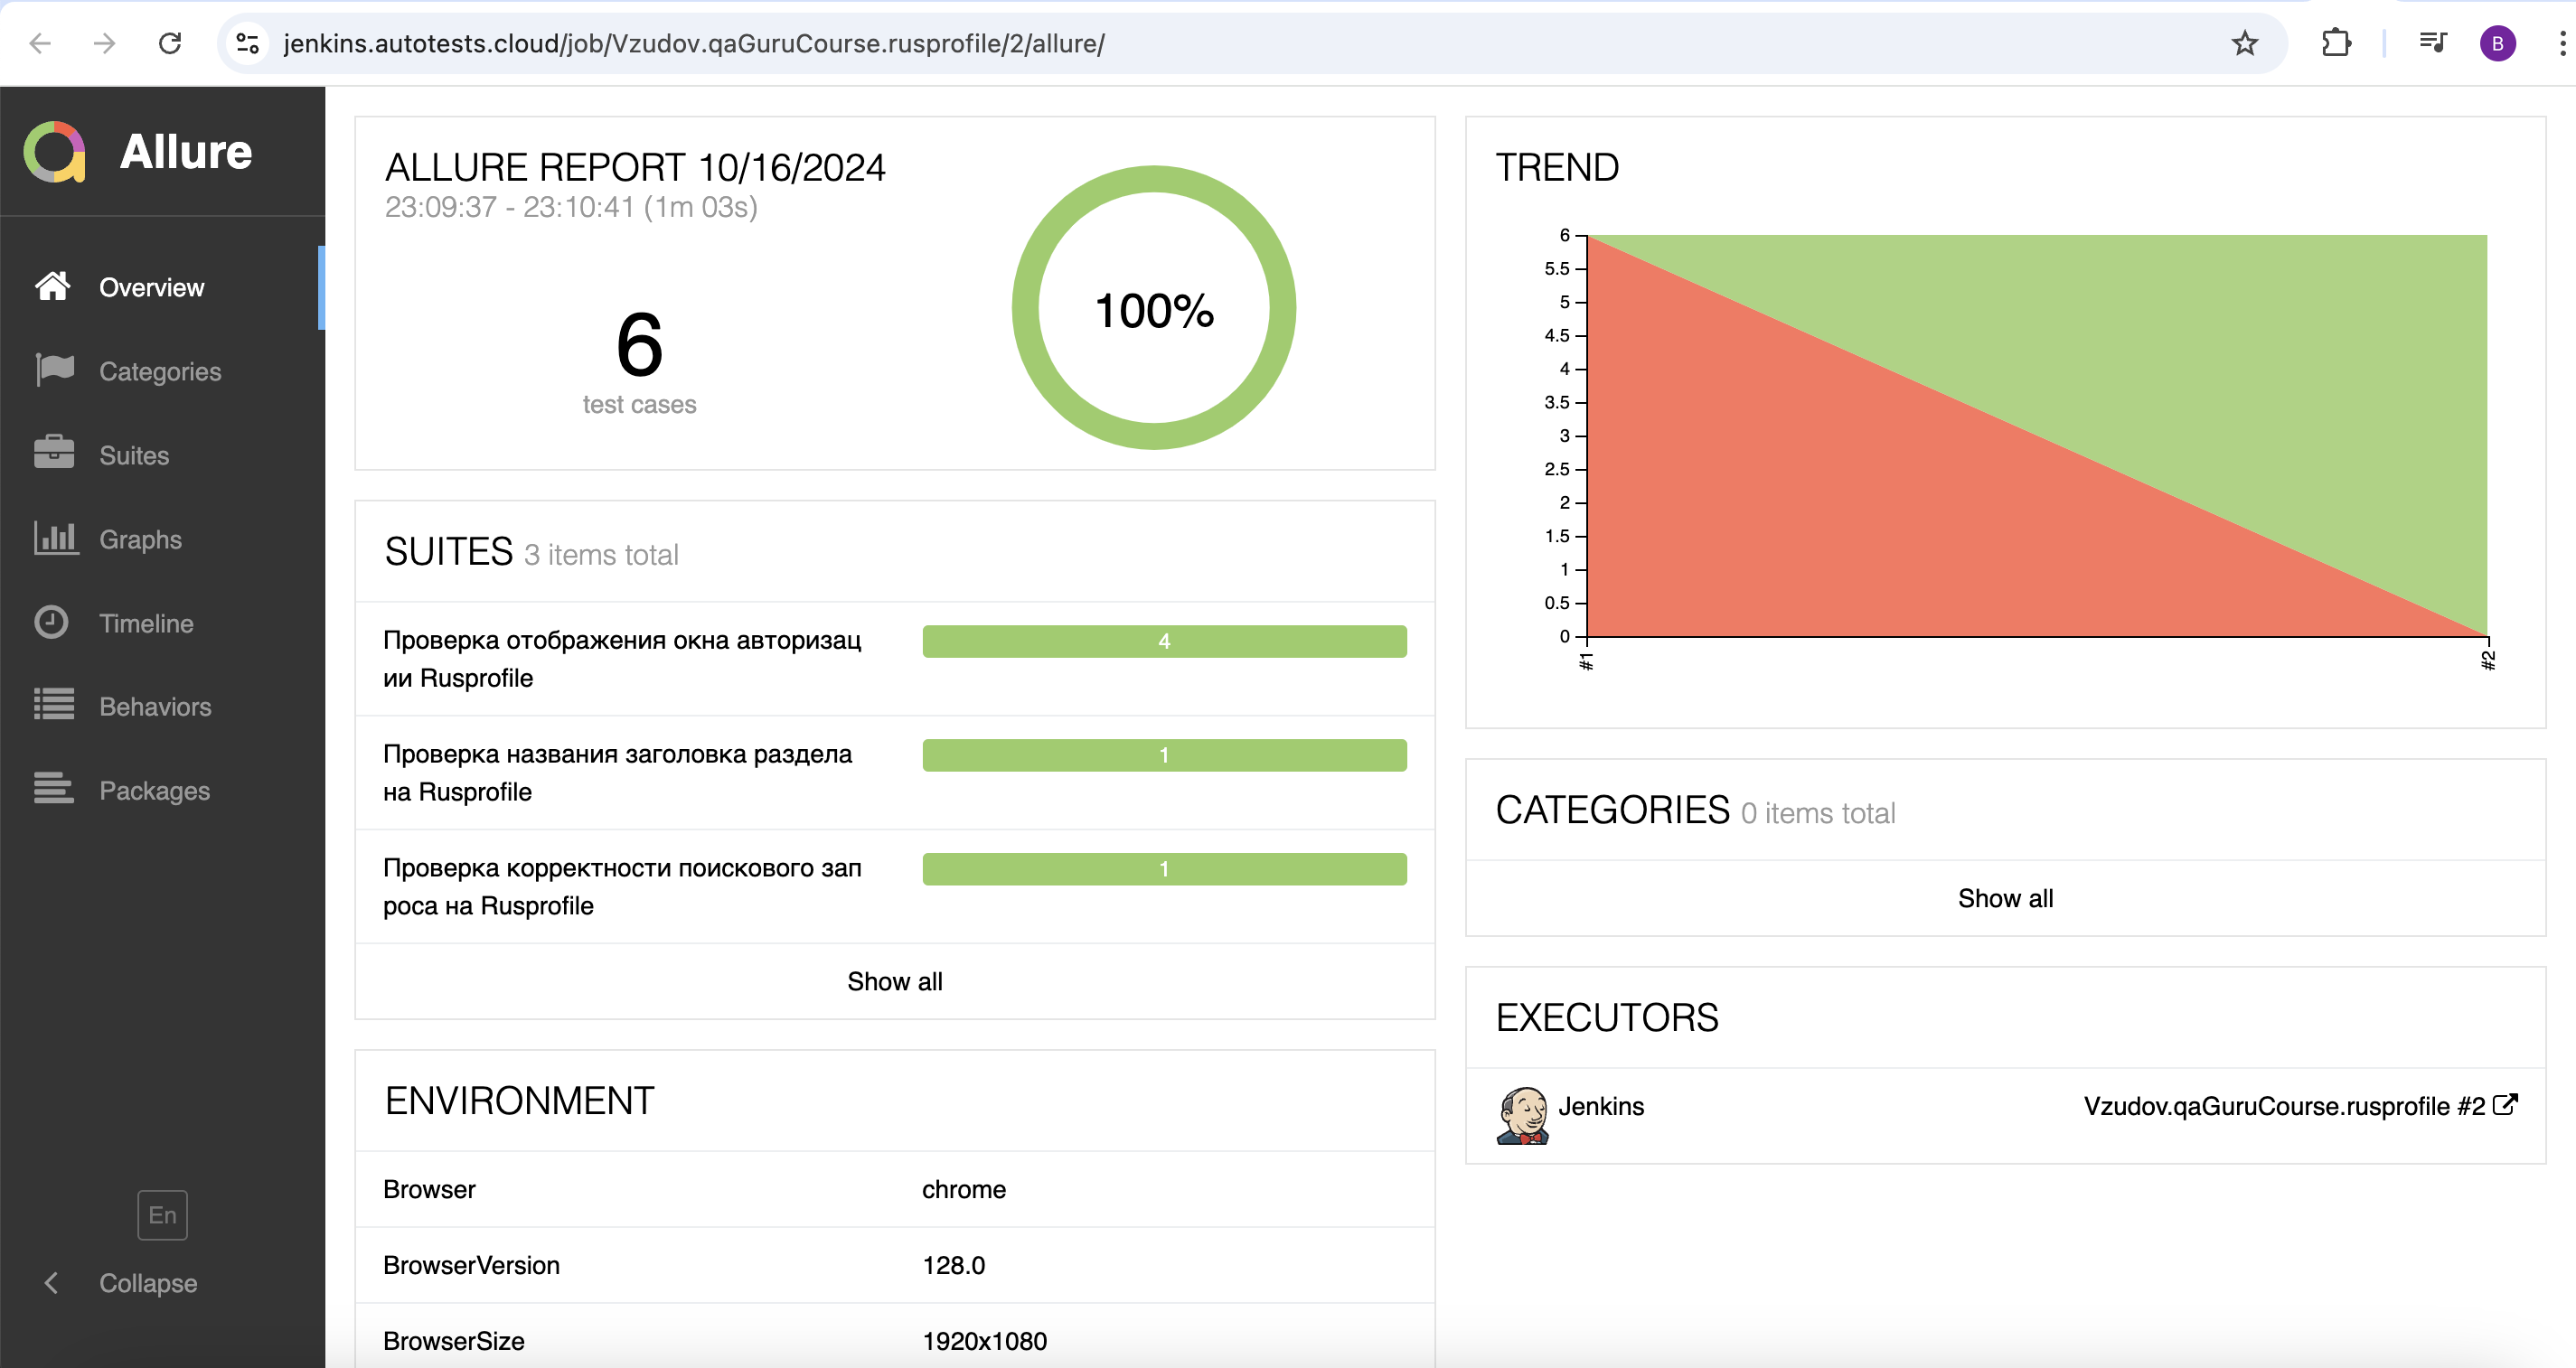 jenkins.autotests.cloud/job/Vzudov.qaGuruCourse.rusprofile/2/allure/
B
Allure
Overview
Categories
Suites
Graphs
Timeline
Behaviors
Packages
En
Collapse
ALLURE REPORT 10/16/2024
23:09:37 - 23:10:41 (1m 03s)
6
test cases
100%
SUITES 3 items total
Проверка отображения окна авторизац
ии Rusprofile
4
Проверка названия заголовка раздела
на Rusprofile
1
Проверка корректности поискового зап
роса на Rusprofile
1
Show all
ENVIRONMENT
Browser chrome
BrowserVersion 128.0
BrowserSize 1920x1080
TREND
6
5.5
5
4.5
4
3.5
3
2.5
2
1.5
1
0.5
0
#1
#2
CATEGORIES 0 items total
Show all
EXECUTORS
Jenkins Vzudov.qaGuruCourse.rusprofile #2